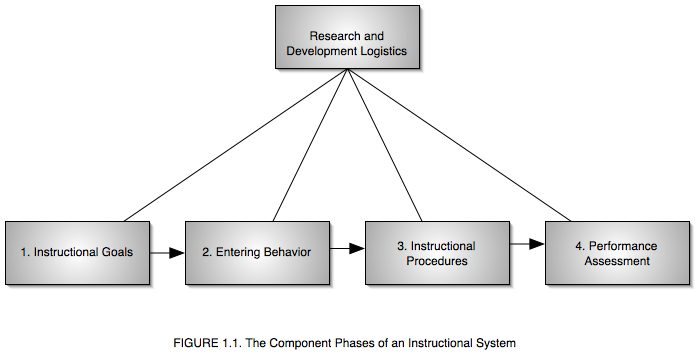 Research and
Development Logistics
1. Instructional Goals
2. Entering Behavior
3. Instructional
Procedures
4. Performance
Assessment
FIGURE 1.1. The Component Phases of an Instructional System